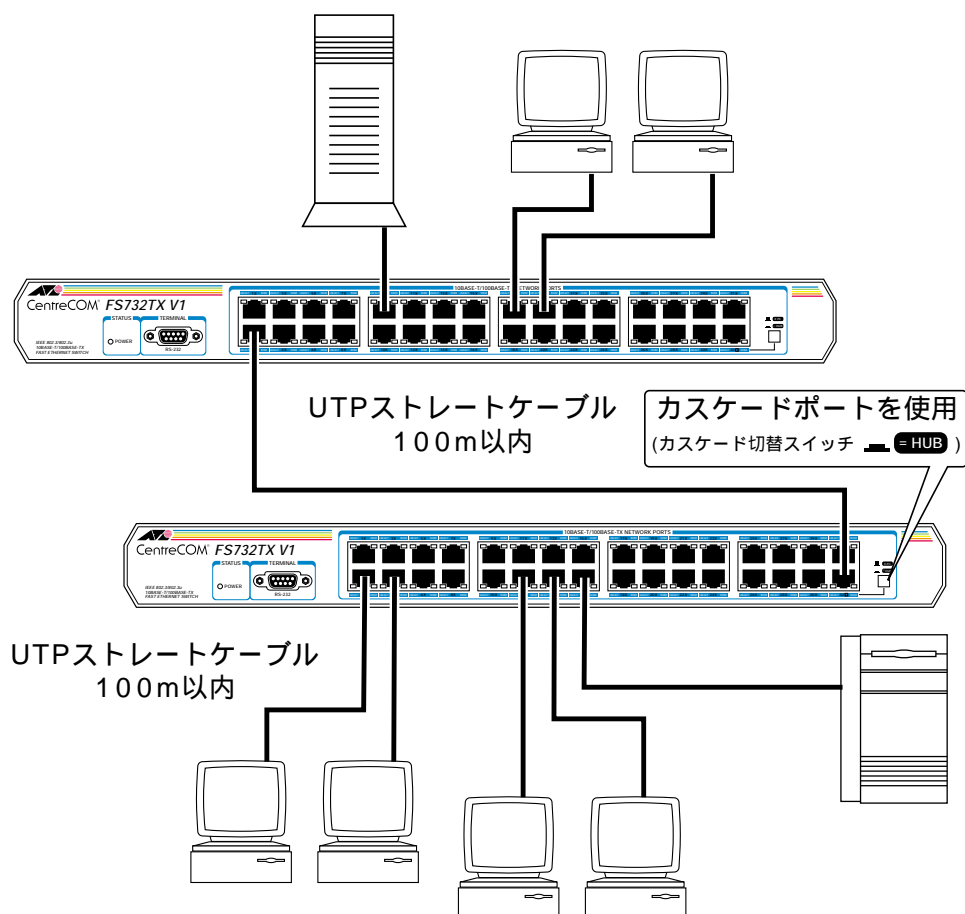 10BASE-T/100BASE-TX NETWORK PORTS
CentreCOM® FS732TX V1
STATUS
TERMINAL
POWER
RS-232
IEEE 802.3/802.3u
10BASE-T/100BASE-TX
FAST ETHERNET SWITCH
UTPストレートケーブル
100m以内
カスケードポートを使用
(カスケード切替スイッチ = HUB )
10BASE-T/100BASE-TX NETWORK PORTS
CentreCOM® FS732TX V1
STATUS
TERMINAL
POWER
RS-232
IEEE 802.3/802.3u
10BASE-T/100BASE-TX
FAST ETHERNET SWITCH
UTPストレートケーブル
100m以内